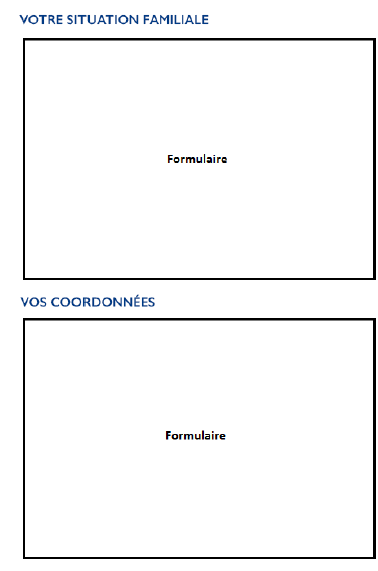 VOTRE SITUATION FAMILIALE
Formulaire
VOS COORDONNÉES
Formulaire